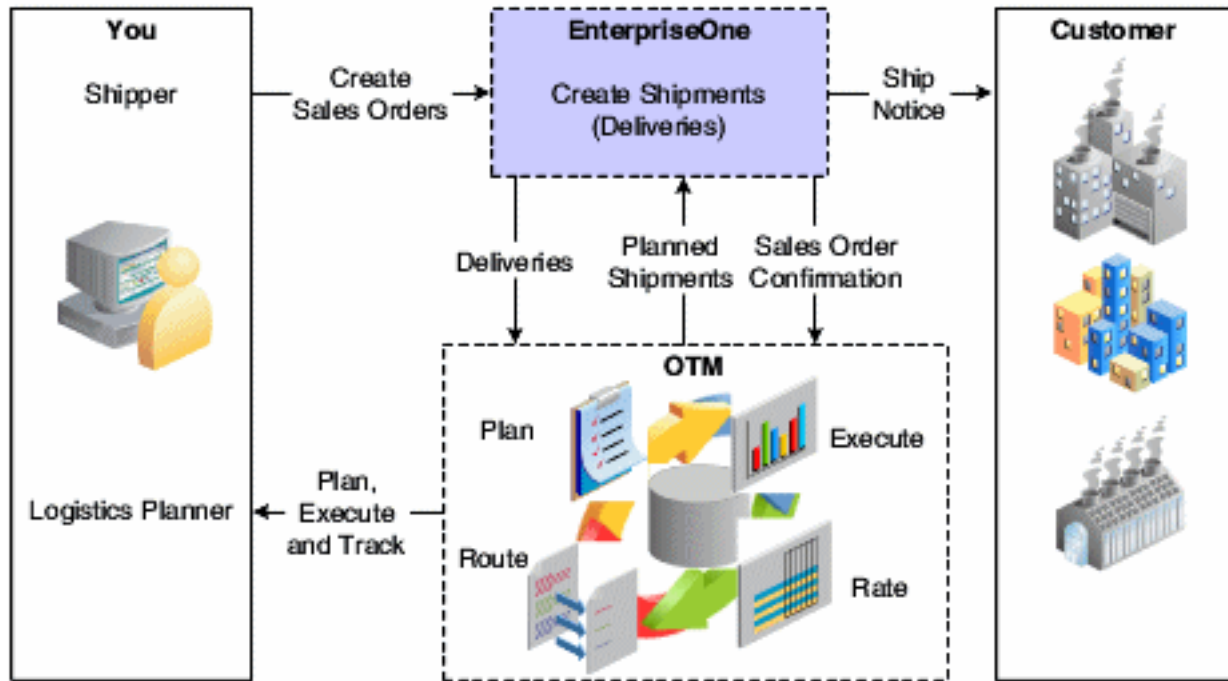 You
Shipper
Logistics Planner
Create
Sales Orders
EnterpriseOne
Create Shipments
(Deliveries)
Ship
Notice
Customer
Deliveries
Planned
Shipments
Sales Order
Confirmation
OTM
Plan
Execute
Route
Rate
Plan,
Execute
and Track